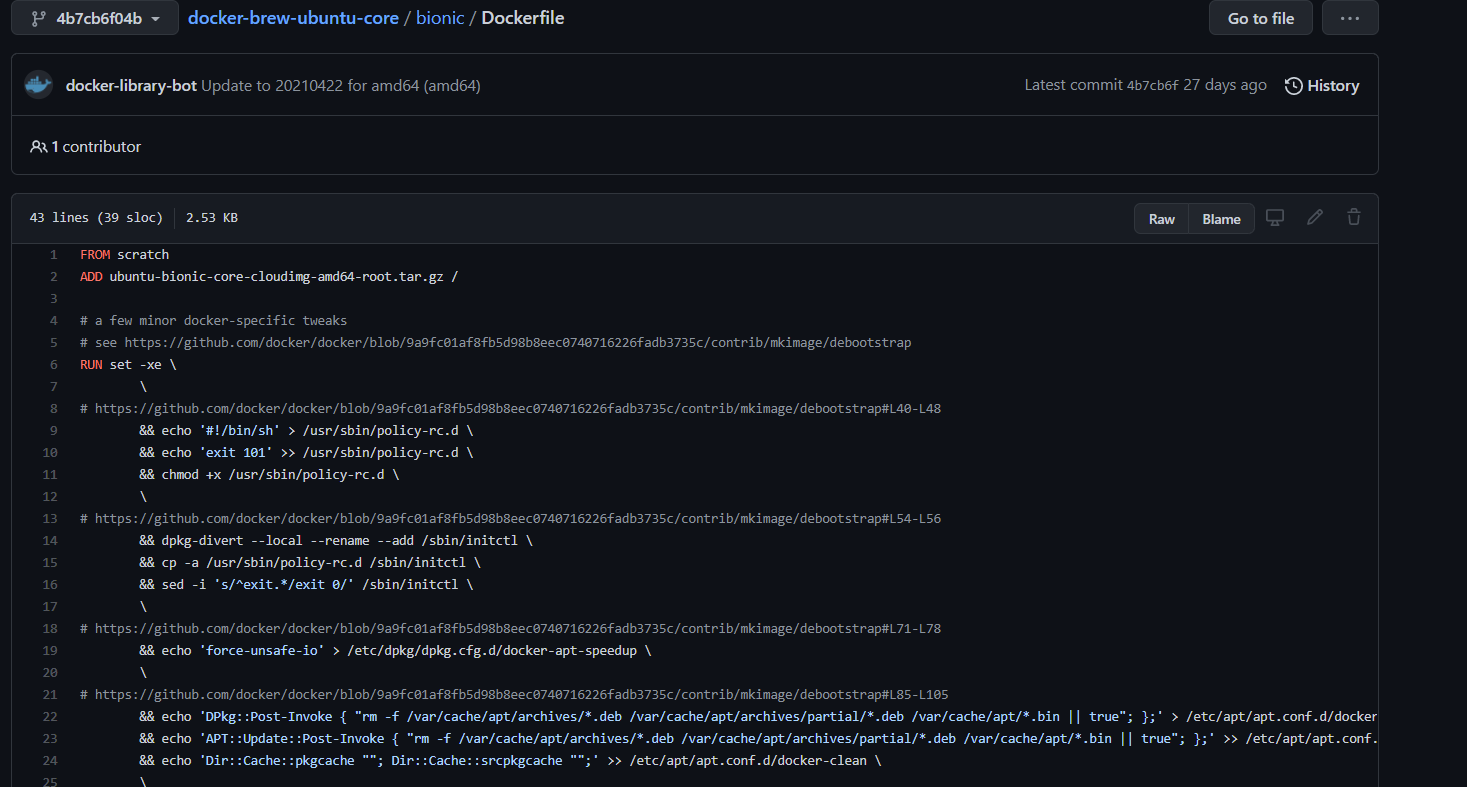 4b7cb6f04b docker-brew-ubuntu-core / bionic / Dockerfile Go to file ...
docker-library-bot Update to 20210422 for amd64 (amd64) Latest commit 4b7cb6f 27 days ago History
1 contributor
43 lines (39 sloc) 2.53 KB Raw Blame
1 FROM scratch
2 ADD ubuntu-bionic-core-cloudimg-amd64-root.tar.gz /
3
4 # a few minor docker-specific tweaks
5 # see https://github.com/docker/docker/blob/9a9fc01af8fb5d98b8eec0740716226fadb3735c/contrib/mkimage/debootstrap
6 RUN set -xe \
7 \
8 # https://github.com/docker/docker/blob/9a9fc01af8fb5d98b8eec0740716226fadb3735c/contrib/mkimage/debootstrap#L40-L48
9 && echo '#!/bin/sh' > /usr/sbin/policy-rc.d \
10 && echo 'exit 101' >> /usr/sbin/policy-rc.d \
11 && chmod +x /usr/sbin/policy-rc.d \
12 \
13 # https://github.com/docker/docker/blob/9a9fc01af8fb5d98b8eec0740716226fadb3735c/contrib/mkimage/debootstrap#L54-L56
14 && dpkg-divert --local --rename --add /sbin/initctl \
15 && cp -a /usr/sbin/policy-rc.d /sbin/initctl \
16 && sed -i 's/^exit.*/exit 0/' /sbin/initctl \
17 \
18 # https://github.com/docker/docker/blob/9a9fc01af8fb5d98b8eec0740716226fadb3735c/contrib/mkimage/debootstrap#L71-L78
19 && echo 'force-unsafe-io' > /etc/dpkg/dpkg.cfg.d/docker-apt-speedup \
20 \
21 # https://github.com/docker/docker/blob/9a9fc01af8fb5d98b8eec0740716226fadb3735c/contrib/mkimage/debootstrap#L85-L105
22 && echo 'DPkg::Post-Invoke { "rm -f /var/cache/apt/archives/*.deb /var/cache/apt/archives/partial/*.deb /var/cache/apt/*.bin || true"; };' > /etc/apt/apt.conf.d/docker
23 && echo 'APT::Update::Post-Invoke { "rm -f /var/cache/apt/archives/*.deb /var/cache/apt/archives/partial/*.deb /var/cache/apt/*.bin || true"; };' >> /etc/apt/apt.conf.
24 && echo 'Dir::Cache::pkgcache ""; Dir::Cache::srcpkgcache "";' >> /etc/apt/apt.conf.d/docker-clean \
25 \